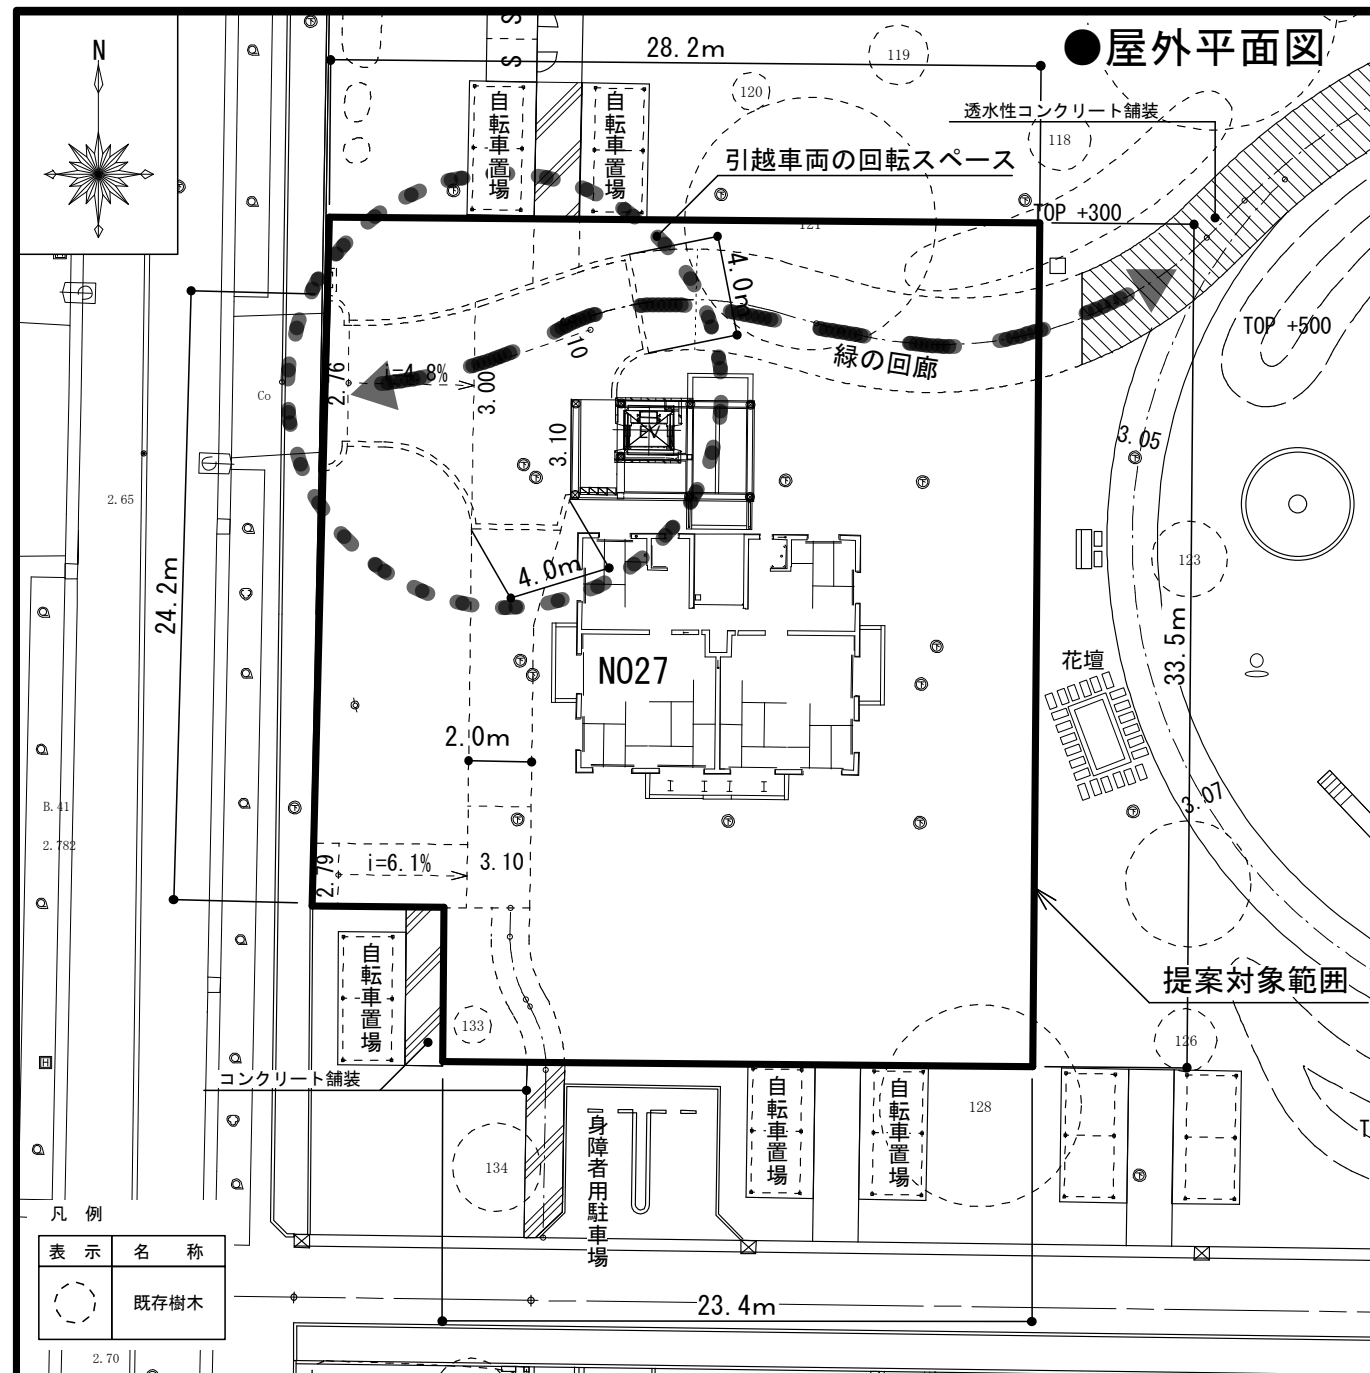 ●屋外平面図
N
S
S
28.2m
119
120
118
透水性コンクリート舗装
自転車置場
自転車置場
引越車両の回転スペース
TOP +300
121
4.0m
TOP +500
緑の回廊
i=4.8%
2.76
3.00
3.10
EV
Co
3.05
2.65
123
24.2m
4.0m
33.5m
花壇
NO27
2.0m
3.07
B.41
2.782
2.79
i=6.1%
3.10
提案対象範囲
自転車置場
133
126
コンクリート舗装
自転車置場
自転車置場
128
134
身障者用駐車場
凡 例
表 示
名 称
既存樹木
23.4m
2.70